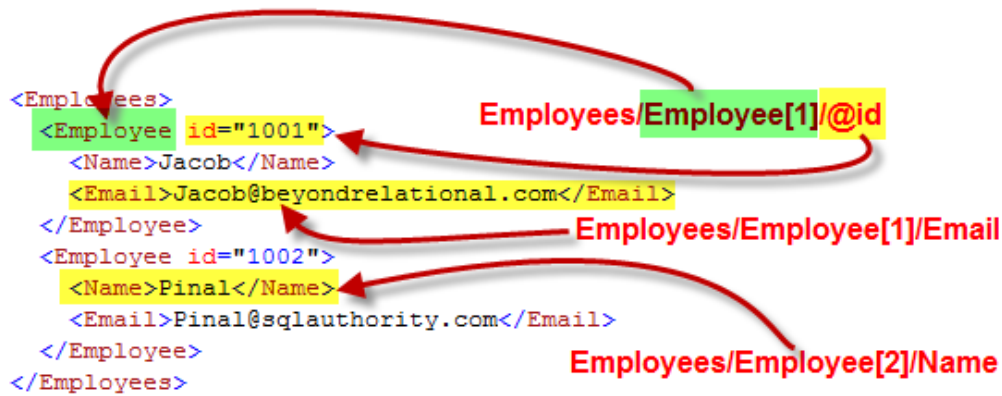 <Employees>
Employees/Employee[1]/@id
<Employee id="1001">
<Name>Jacob</Name>
<Email>Jacob@beyondrelational.com</Email>
</Employee>
Employees/Employee[1]/Email
<Employee id="1002">
<Name>Pinal</Name>
<Email>Pinal@sqlauthority.com</Email>
</Employee>
Employees/Employee[2]/Name
</Employees>